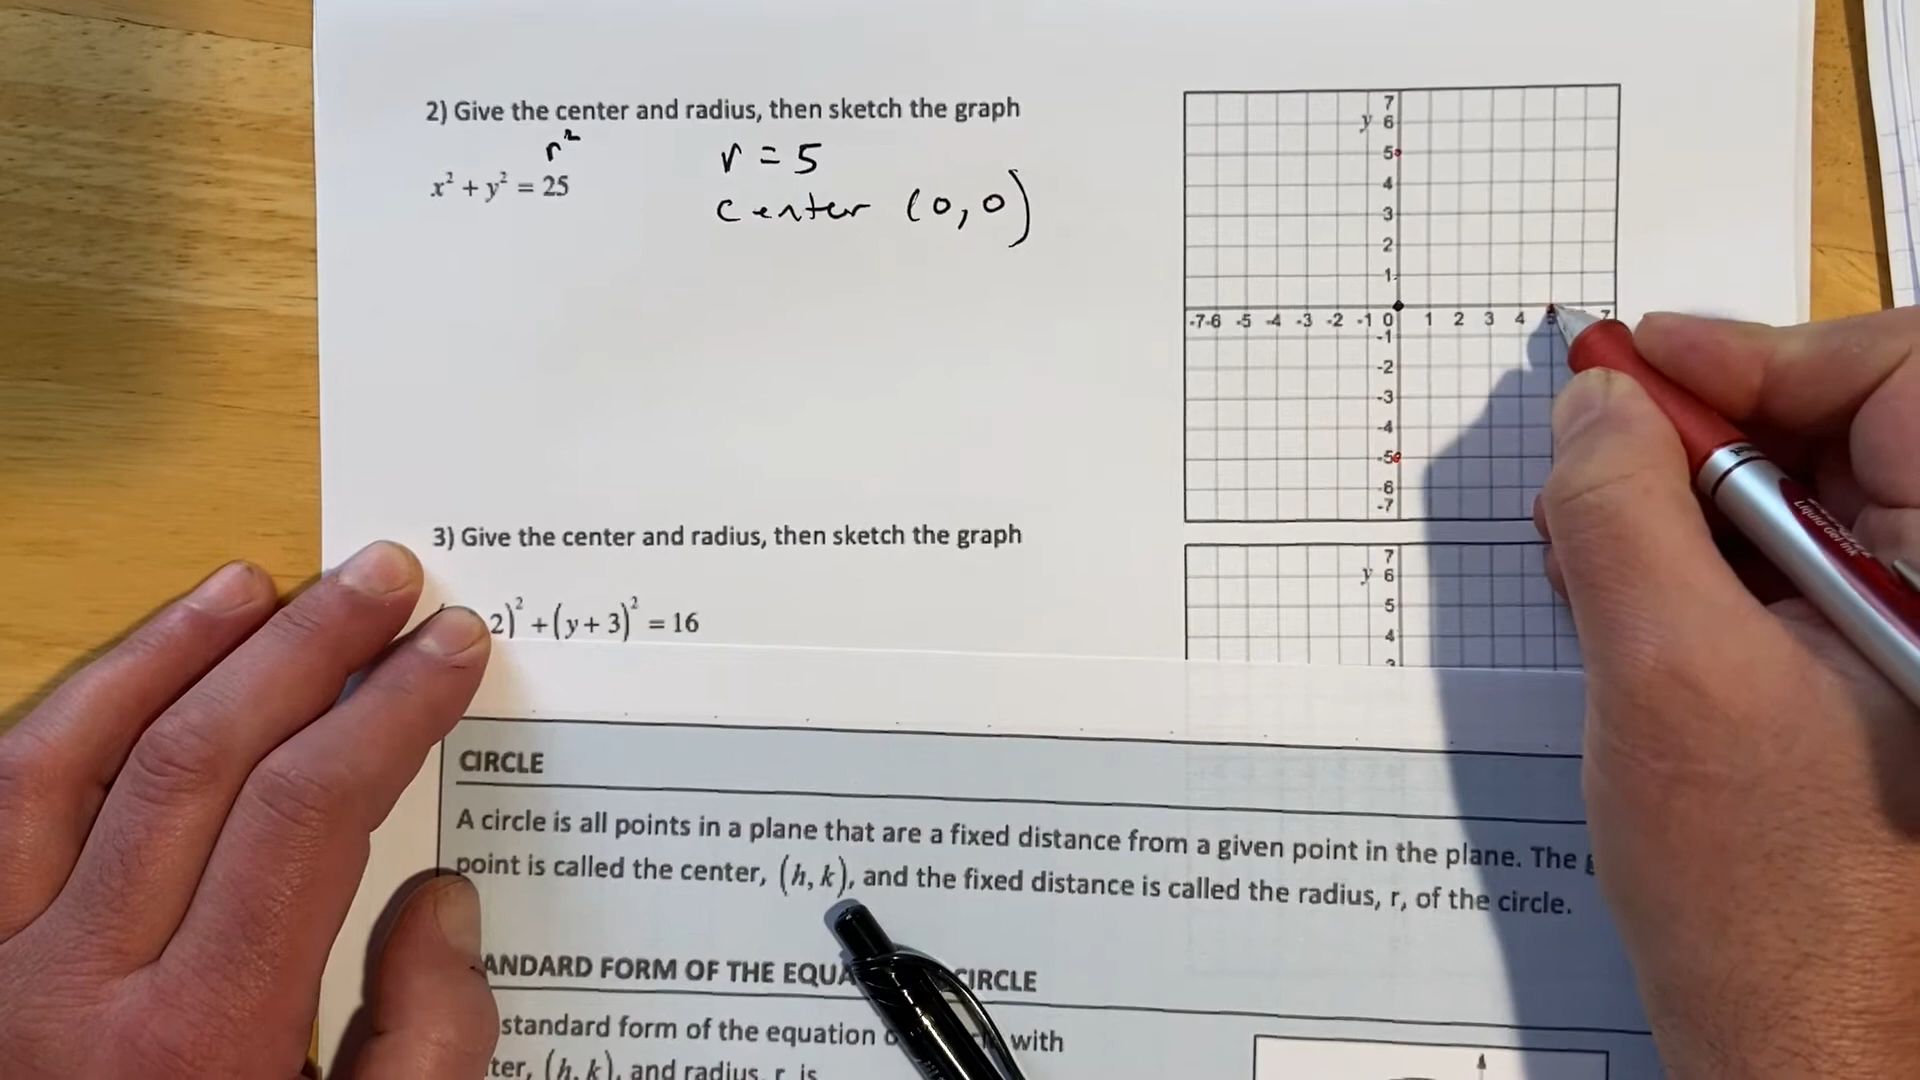 2) Give the center and radius, then sketch the graph
r²
x² + y² = 25
r = 5
center (0,0)
7
y 6
5
4
3
2
1
-7-6 -5 -4 -3 -2 -1 0 1 2 3 4 5 7
-1
-2
-3
-4
-5
-6
-7
3) Give the center and radius, then sketch the graph
2)² + (y + 3)² = 16
7
y 6
5
4
CIRCLE
A circle is all points in a plane that are a fixed distance from a given point in the plane. The
point is called the center, (h, k), and the fixed distance is called the radius, r, of the circle.
ANDARD FORM OF THE EQUA CIRCLE
standard form of the equation with
ter, (h, k), and radius, r, is
Liquid Gel Ink